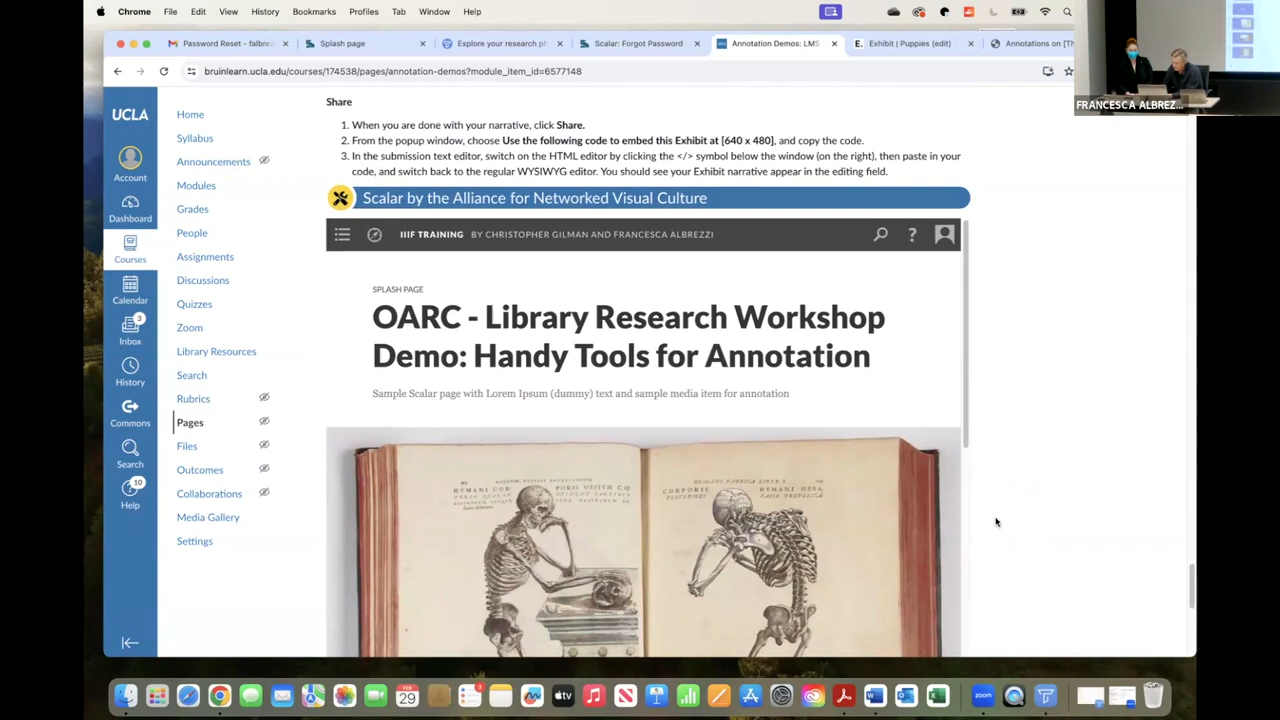 Chrome File Edit View History Bookmarks Profiles Tab Window Help
Password Reset - falbre
Splash page
Explore your research ph
Scalar: Forgot Password
Annotation Demos: LMS
Exhibit | Puppies (edit)
Annotations on [Th
bruinlearn.ucla.edu/courses/174538/pages/annotation-demos?module_item_id=6577148
FRANCESCA ALBREZ...
UCLA
Account
Dashboard
Courses
Calendar
3
Inbox
History
Commons
Search
10
Help
Home
Syllabus
Announcements
Modules
Grades
People
Assignments
Discussions
Quizzes
Zoom
Library Resources
Search
Rubrics
Pages
Files
Outcomes
Collaborations
Media Gallery
Settings
Share
1. When you are done with your narrative, click Share.
2. From the popup window, choose Use the following code to embed this Exhibit at [640 x 480], and copy the code.
3. In the submission text editor, switch on the HTML editor by clicking the </> symbol below the window (on the right), then paste in your
code, and switch back to the regular WYSIWYG editor. You should see your Exhibit narrative appear in the editing field.
Scalar by the Alliance for Networked Visual Culture
IIIF TRAINING BY CHRISTOPHER GILMAN AND FRANCESCA ALBREZZI
SPLASH PAGE
OARC - Library Research Workshop
Demo: Handy Tools for Annotation
Sample Scalar page with Lorem Ipsum (dummy) text and sample media item for annotation
FEB
29
zoom